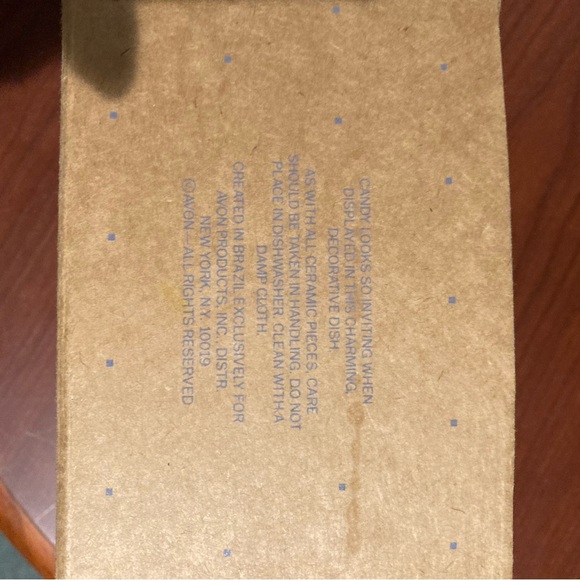 CANDY LOOKS SO INVITING WHEN
DISPLAYED IN THIS CHARMING,
DECORATIVE DISH.
AS WITH ALL CERAMIC PIECES, CARE
SHOULD BE TAKEN IN HANDLING. DO NOT
PLACE IN DISHWASHER. CLEAN WITH A
DAMP CLOTH.
CREATED IN BRAZIL EXCLUSIVELY FOR
AVON PRODUCTS, INC., DISTR.
NEW YORK, N.Y. 10019
©AVON – ALL RIGHTS RESERVED